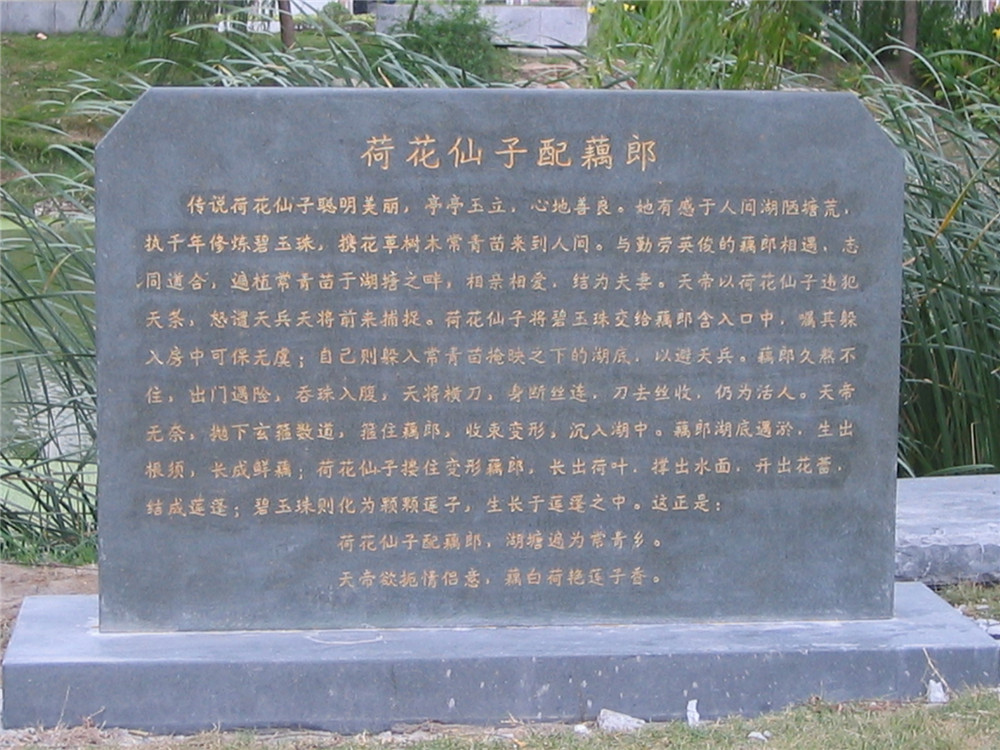 荷花仙子配藕郎
传说荷花仙子聪明美丽，亭亭玉立，心地善良。她有感于人间湖陋塘荒，
执千年修炼碧玉珠，携花草树木常青苗来到人间。与勤劳英俊的藕郎相遇，志
同道合，遍植常青苗于湖塘之畔，相亲相爱，结为夫妻。天帝以荷花仙子违犯
天条，怒谴天兵天将前来捕捉。荷花仙子将碧玉珠交给藕郎含入口中，嘱其躲
入房中可保无虞；自己则躲入常青苗掩映之下的湖底，以避天兵。藕郎久熬不
住，出门遇险，吞珠入腹，天将横刀，身断丝连，刀去丝收，仍为活人。天帝
无奈，抛下玄箍数道，箍住藕郎，收束变形，沉入湖中。藕郎湖底遇淤，生出
根须，长成鲜藕；荷花仙子搂住变形藕郎，长出荷叶，撑出水面，开出花蕾，
结成莲蓬；碧玉珠则化为颗颗莲子，生长于莲蓬之中。这正是：
荷花仙子配藕郎，湖塘遍为常青乡。
天帝欲扼情侣意，藕白荷艳莲子香。